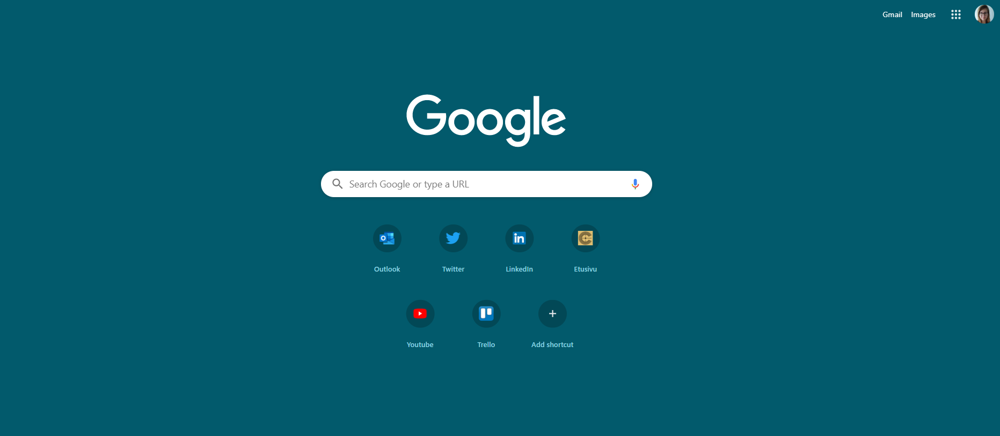 Gmail Images
Google
Search Google or type a URL
Outlook Twitter LinkedIn Etusivu
Youtube Trello Add shortcut